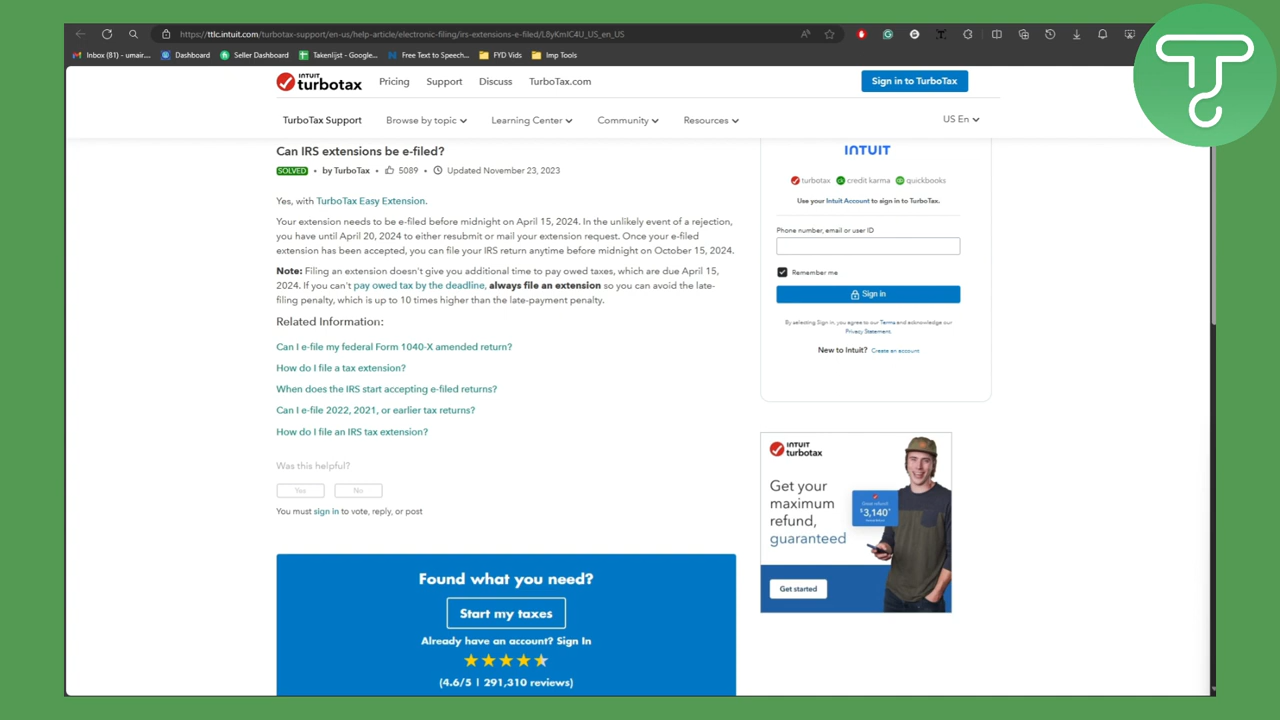 https://ttlc.intuit.com/turbotax-support/en-us/help-article/electronic-filing/irs-extensions-e-filed/L8yKmIC4U_US_en_US
Inbox (81) - umair,...
Dashboard
Seller Dashboard
Takenlijst - Google...
Free Text to Speech...
FYD Vids
Imp Tools
INTUIT
turbotax
Pricing
Support
Discuss
TurboTax.com
Sign in to TurboTax
TurboTax Support
Browse by topic
Learning Center
Community
Resources
US En
Can IRS extensions be e-filed?
SOLVED • by TurboTax • 5089 • Updated November 23, 2023
Yes, with TurboTax Easy Extension.
Your extension needs to be e-filed before midnight on April 15, 2024. In the unlikely event of a rejection,
you have until April 20, 2024 to either resubmit or mail your extension request. Once your e-filed
extension has been accepted, you can file your IRS return anytime before midnight on October 15, 2024.
Note: Filing an extension doesn't give you additional time to pay owed taxes, which are due April 15,
2024. If you can't pay owed tax by the deadline, always file an extension so you can avoid the late-
filing penalty, which is up to 10 times higher than the late-payment penalty.
Related Information:
Can I e-file my federal Form 1040-X amended return?
How do I file a tax extension?
When does the IRS start accepting e-filed returns?
Can I e-file 2022, 2021, or earlier tax returns?
How do I file an IRS tax extension?
Was this helpful?
Yes
No
You must sign in to vote, reply, or post
Found what you need?
Start my taxes
Already have an account? Sign In
(4.6/5 | 291,310 reviews)
INTUIT
turbotax
credit karma
quickbooks
Use your Intuit Account to sign in to TurboTax.
Phone number, email or user ID
Remember me
Sign in
By selecting Sign in, you agree to our Terms and acknowledge our
Privacy Statement.
New to Intuit? Create an account
INTUIT
turbotax
Get your
maximum
refund,
guaranteed
$3,140*
Get started